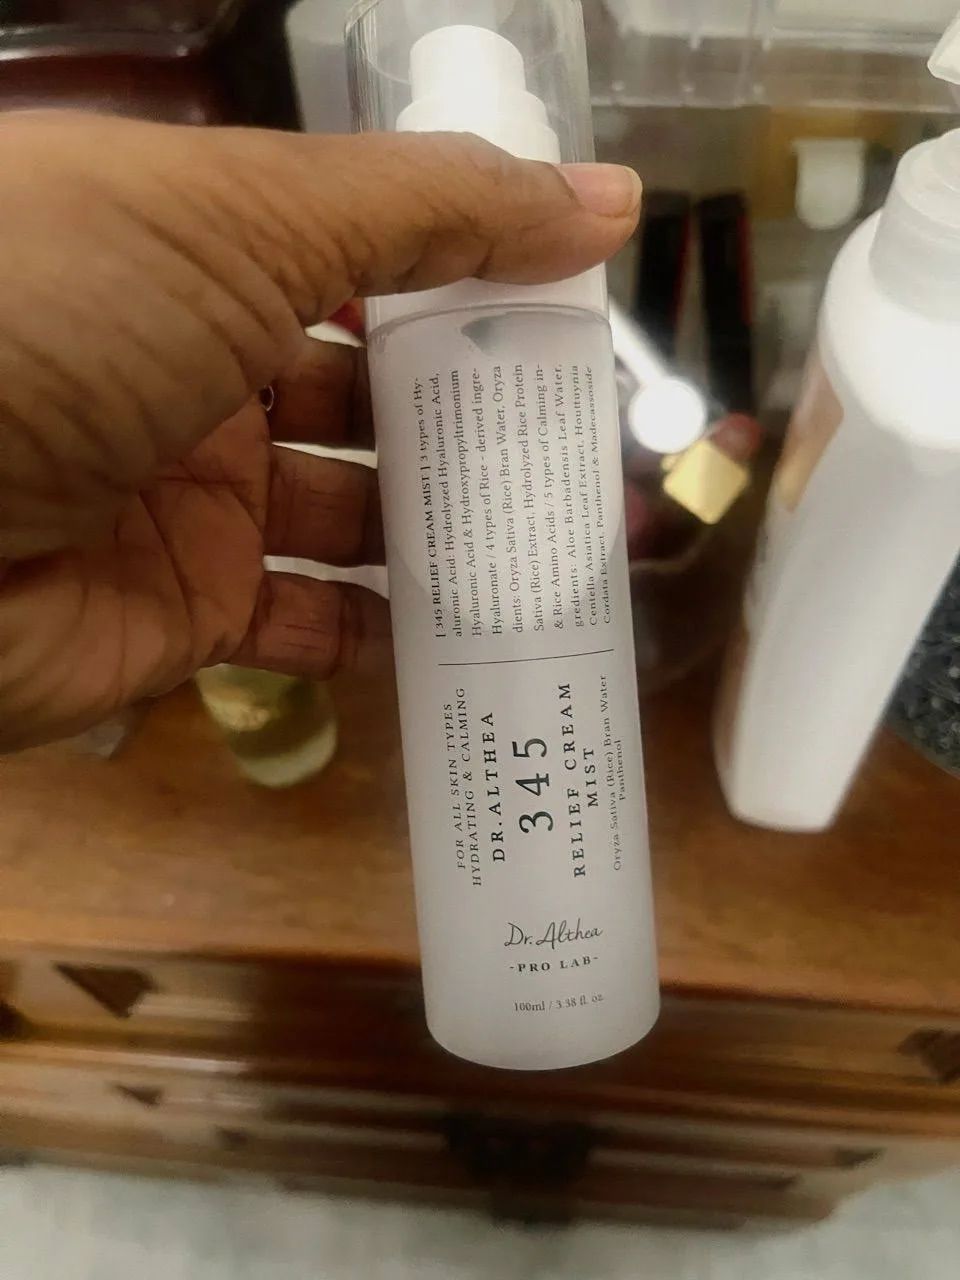 [ 345 RELIEF CREAM MIST ] 3 types of Hy-
aluronic Acid: Hydrolyzed Hyaluronic Acid,
Hyaluronic Acid & Hydroxypropyltrimonium
Hyaluronate / 4 types of Rice - derived ingre-
dients: Oryza Sativa (Rice) Bran Water, Oryza
Sativa (Rice) Extract, Hydrolyzed Rice Protein
& Rice Amino Acids / 5 types of Calming in-
gredients: Aloe Barbadensis Leaf Water,
Centella Asiatica Leaf Extract, Houttuynia
Cordata Extract, Panthenol & Madecassoside
FOR ALL SKIN TYPES
HYDRATING & CALMING
DR.ALTHEA
345
RELIEF CREAM
MIST
Oryza Sativa (Rice) Bran Water
Panthenol
Dr. Althea
-PRO LAB-
100ml / 3.38 fl. oz